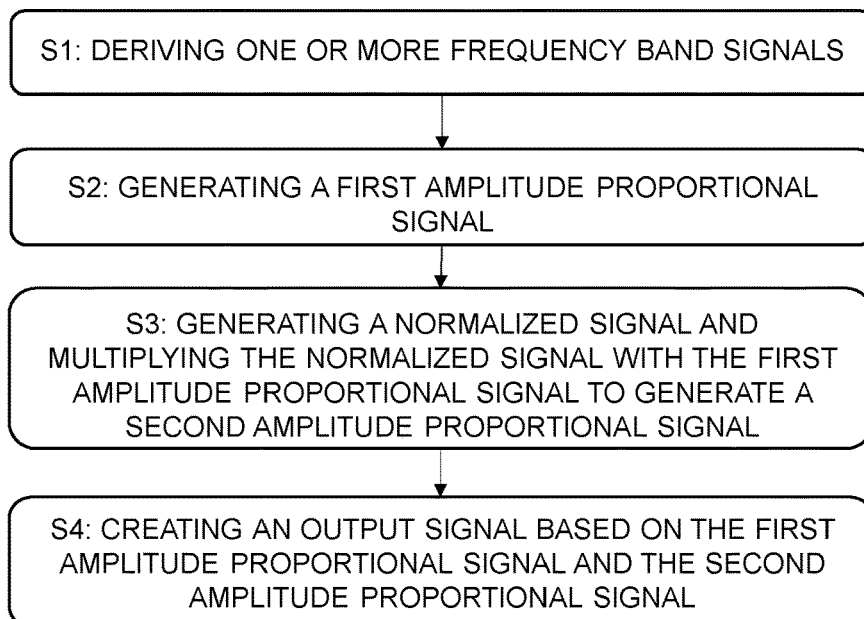 S1: DERIVING ONE OR MORE FREQUENCY BAND SIGNALS
S2: GENERATING A FIRST AMPLITUDE PROPORTIONAL
SIGNAL
S3: GENERATING A NORMALIZED SIGNAL AND
MULTIPLYING THE NORMALIZED SIGNAL WITH THE FIRST
AMPLITUDE PROPORTIONAL SIGNAL TO GENERATE A
SECOND AMPLITUDE PROPORTIONAL SIGNAL
S4: CREATING AN OUTPUT SIGNAL BASED ON THE FIRST
AMPLITUDE PROPORTIONAL SIGNAL AND THE SECOND
AMPLITUDE PROPORTIONAL SIGNAL